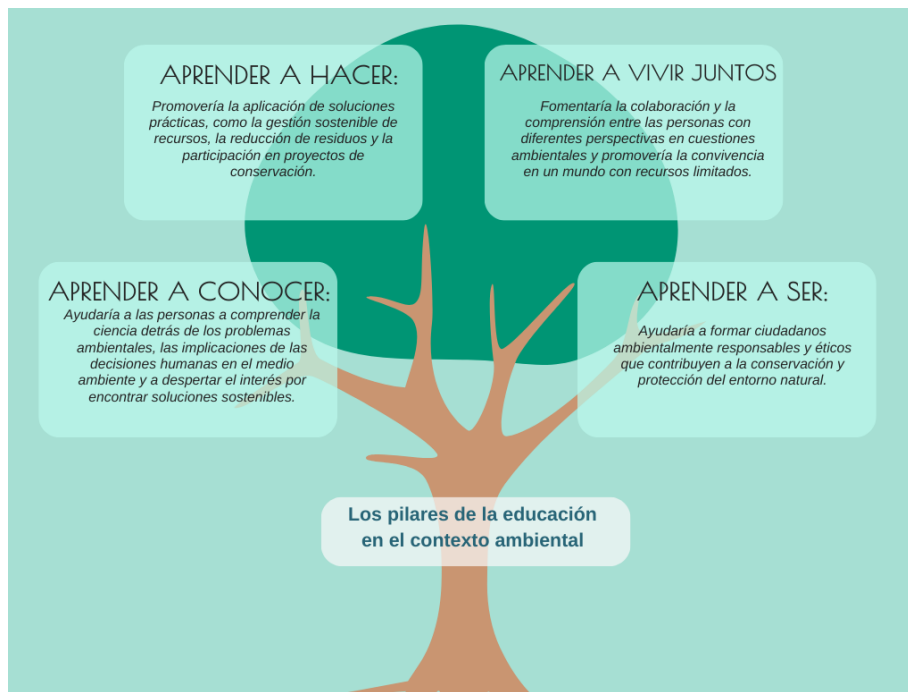 APRENDER A HACER:
Promovería la aplicación de soluciones
prácticas, como la gestión sostenible de
recursos, la reducción de residuos y la
participación en proyectos de
conservación.
APRENDER A VIVIR JUNTOS
Fomentaría la colaboración y la
comprensión entre las personas con
diferentes perspectivas en cuestiones
ambientales y promovería la convivencia
en un mundo con recursos limitados.
APRENDER A CONOCER:
Ayudaría a las personas a comprender la
ciencia detrás de los problemas
ambientales, las implicaciones de las
decisiones humanas en el medio
ambiente y a despertar el interés por
encontrar soluciones sostenibles.
APRENDER A SER:
Ayudaría a formar ciudadanos
ambientalmente responsables y éticos
que contribuyen a la conservación y
protección del entorno natural.
Los pilares de la educación
en el contexto ambiental